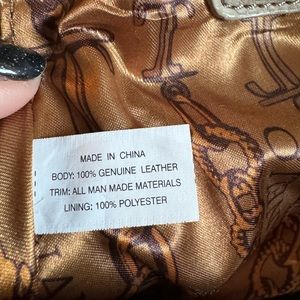 MADE IN CHINA
BODY: 100% GENUINE LEATHER
TRIM: ALL MAN MADE MATERIALS
LINING: 100% POLYESTER